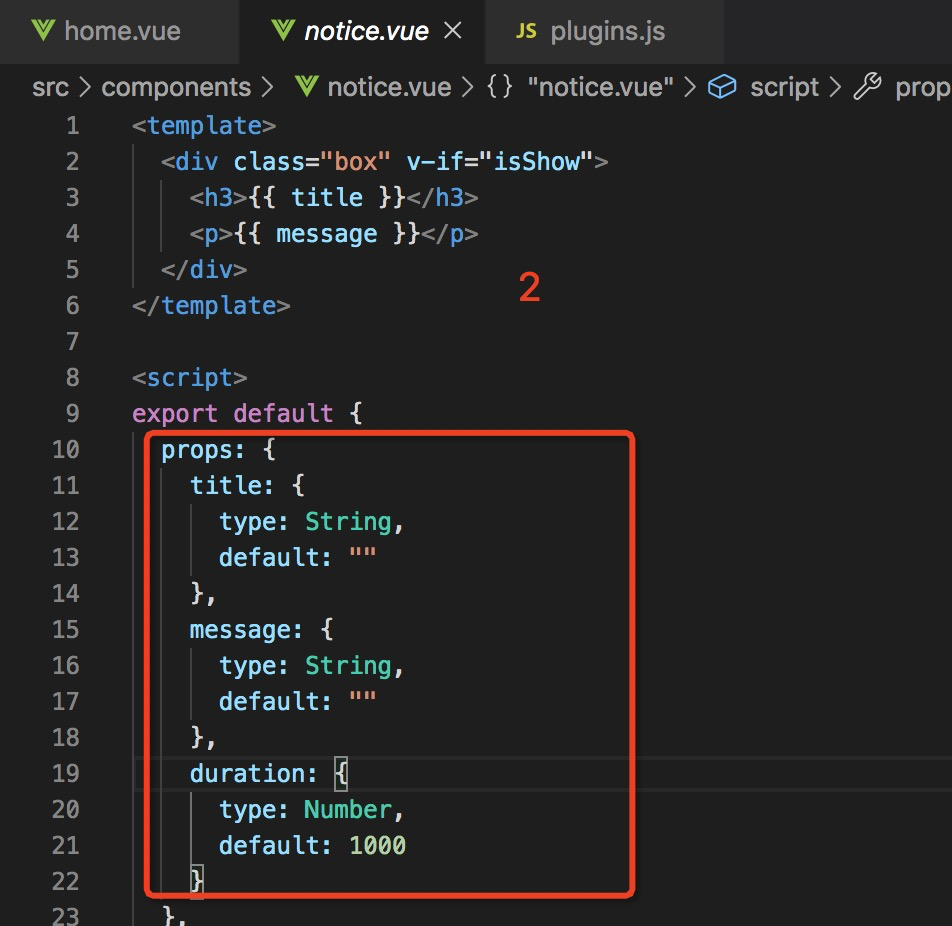 home.vue notice.vue JS plugins.js
src > components > notice.vue > {} "notice.vue" > script > prop
1 <template>
2   <div class="box" v-if="isShow">
3     <h3>{{ title }}</h3>
4     <p>{{ message }}</p>
5   </div>
2
6 </template>
7
8 <script>
9 export default {
10   props: {
11     title: {
12       type: String,
13       default: ""
14     },
15     message: {
16       type: String,
17       default: ""
18     },
19     duration: {
20       type: Number,
21       default: 1000
22     }
23   },